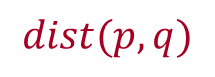 dist(p, q)